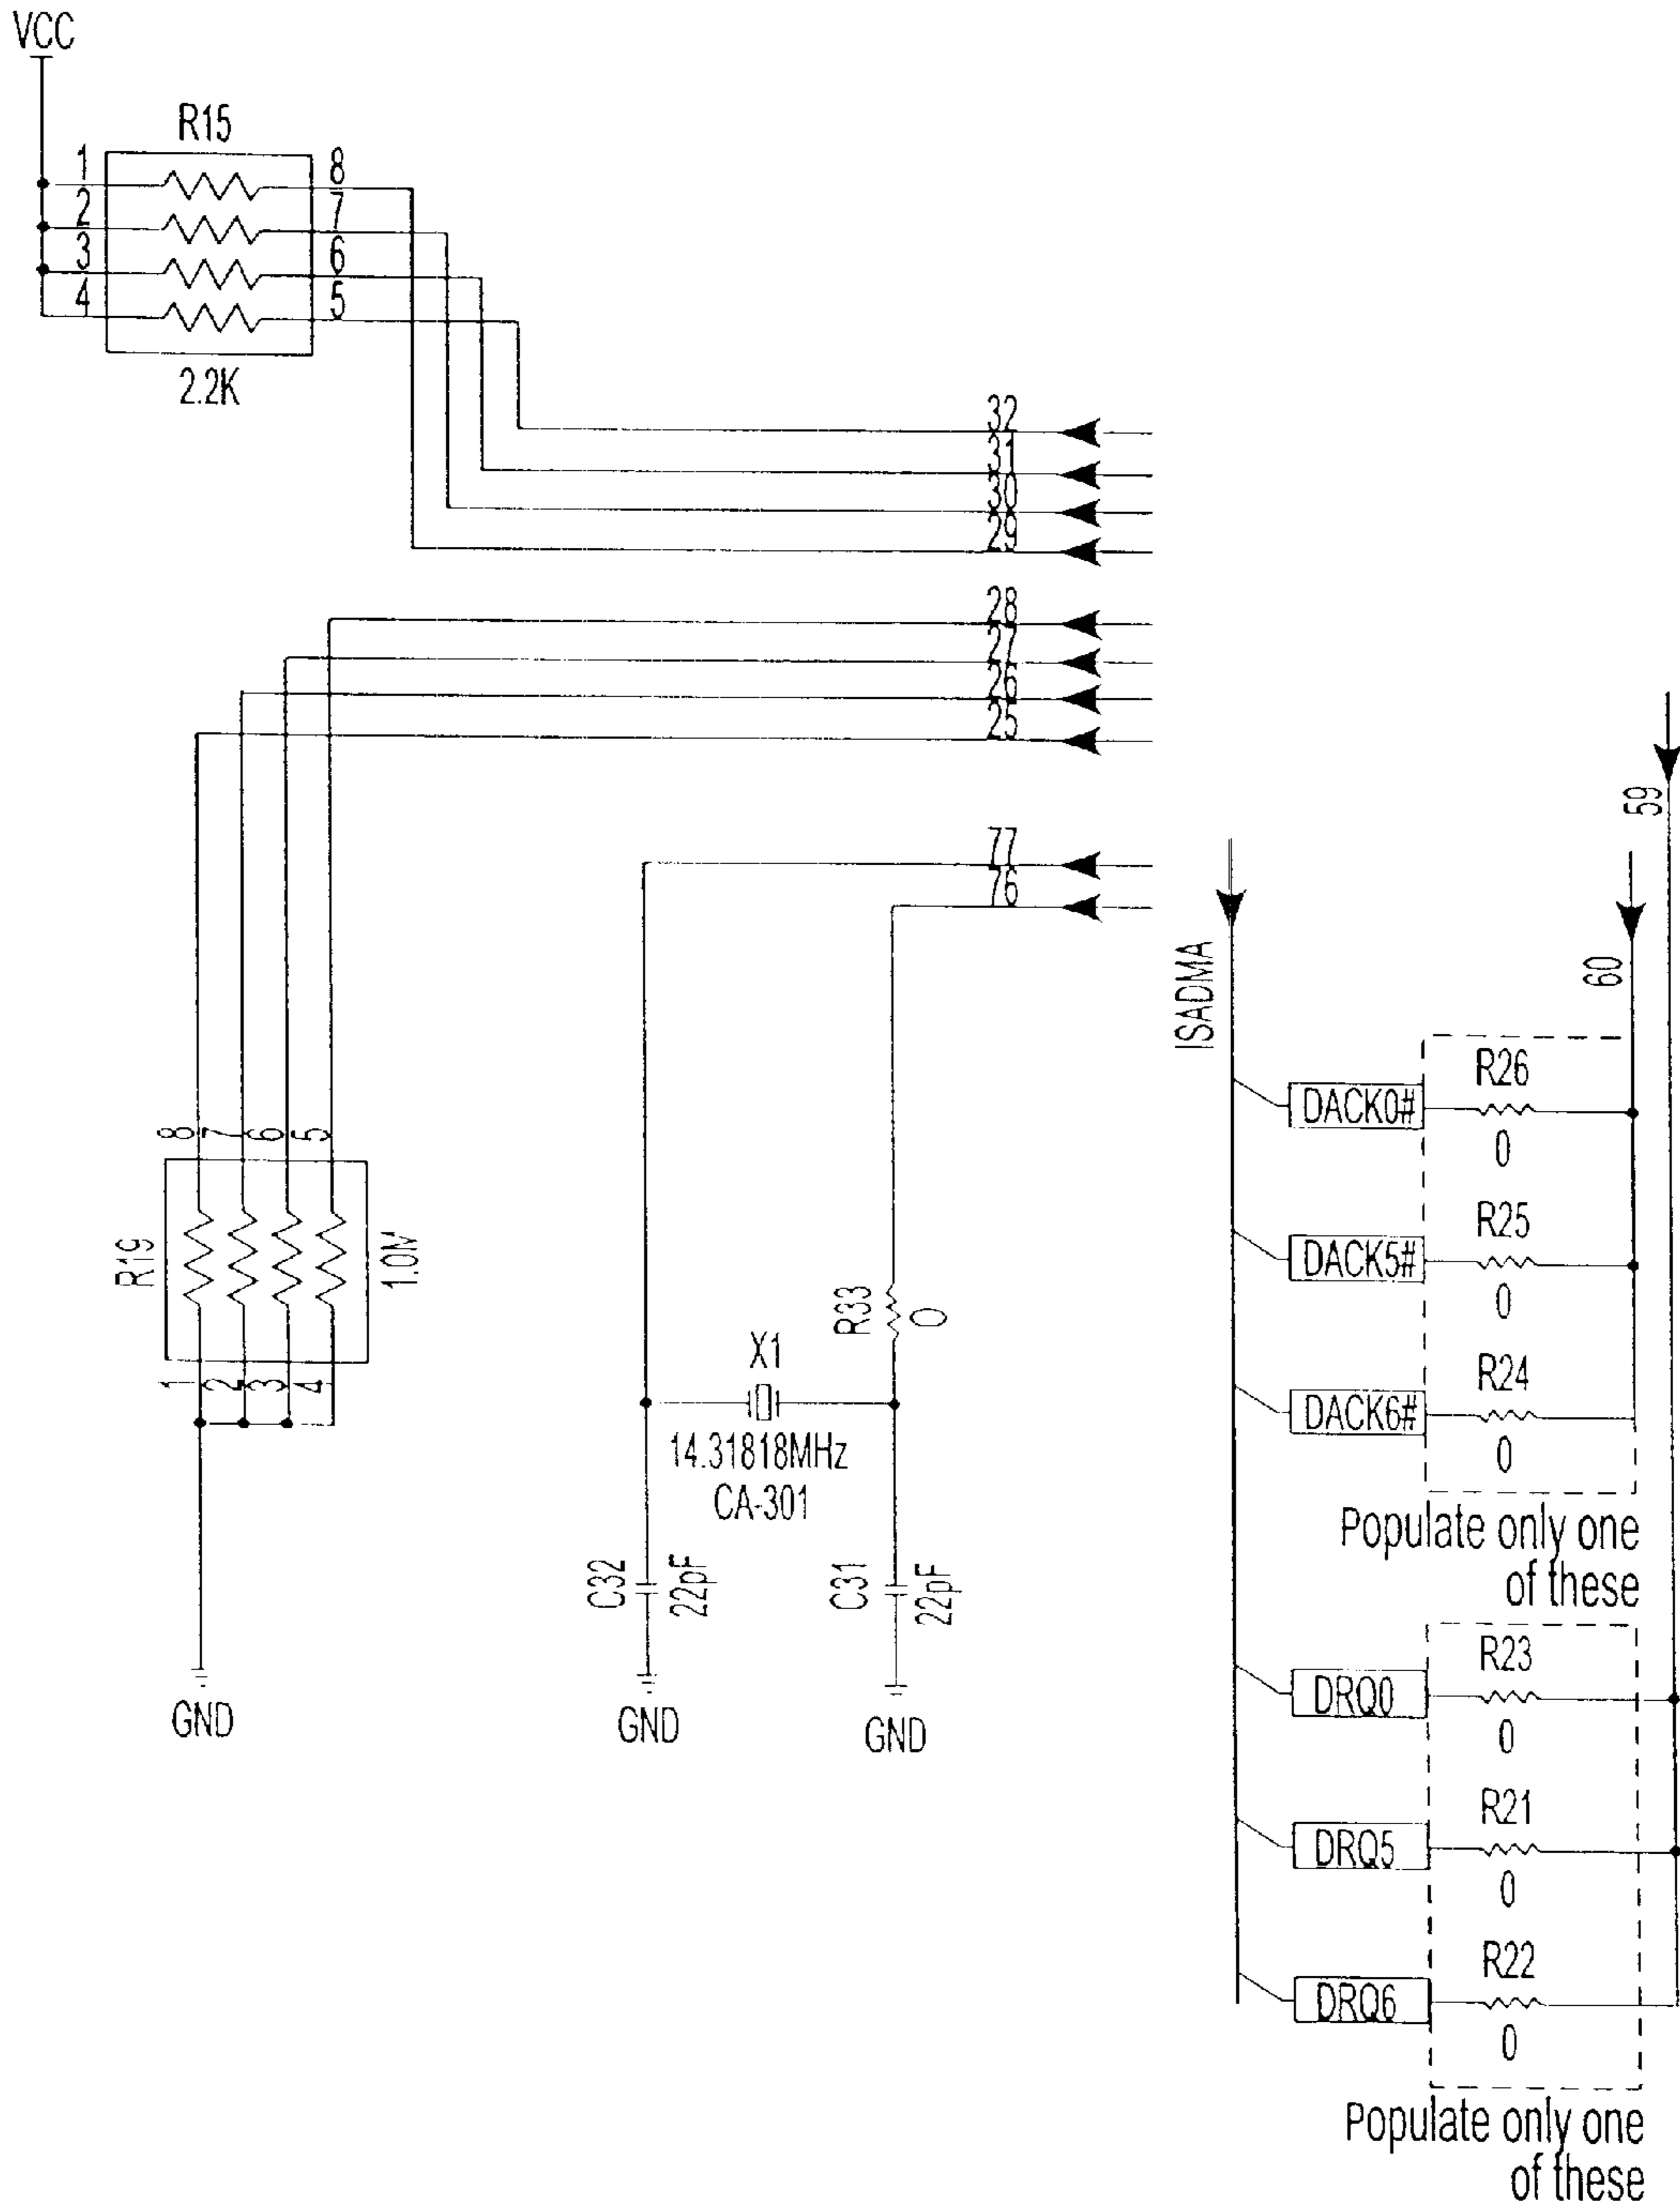 VCC
R15
1
8
2
7
3
6
4
5
2.2K
32
31
30
29
28
27
26
25
77
76
59
60
ISADMA
R26
DACK0#
0
R25
DACK5#
0
R24
DACK6#
0
Populate only one
of these
8
7
6
5
R19
1.0M
1
2
3
4
GND
R33
0
X1
14.31818MHz
CA-301
C32
22pF
C31
22pF
GND
GND
R23
DRQ0
0
R21
DRQ5
0
R22
DRQ6
0
Populate only one
of these